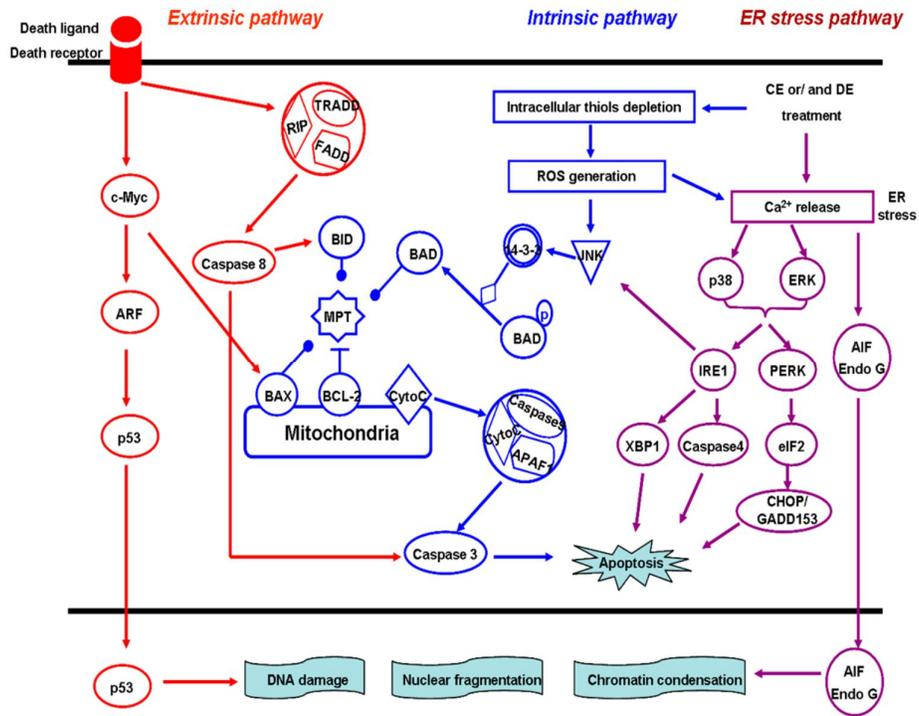 Extrinsic pathway
Intrinsic pathway
ER stress pathway
Death ligand
Death receptor
TRADD
RIP
FADD
Intracellular thiols depletion
CE or/ and DE
treatment
ROS generation
c-Myc
Ca2+ release
ER
stress
Caspase 8
BID
BAD
14-3-3
JNK
p38
ERK
ARF
MPT
BAD
p
AIF
Endo G
IRE1
PERK
BAX
BCL-2
CytoC
Caspase9
CytoC
APAF1
Mitochondria
p53
XBP1
Caspase4
eIF2
CHOP/
GADD153
Caspase 3
Apoptosis
p53
DNA damage
Nuclear fragmentation
Chromatin condensation
AIF
Endo G